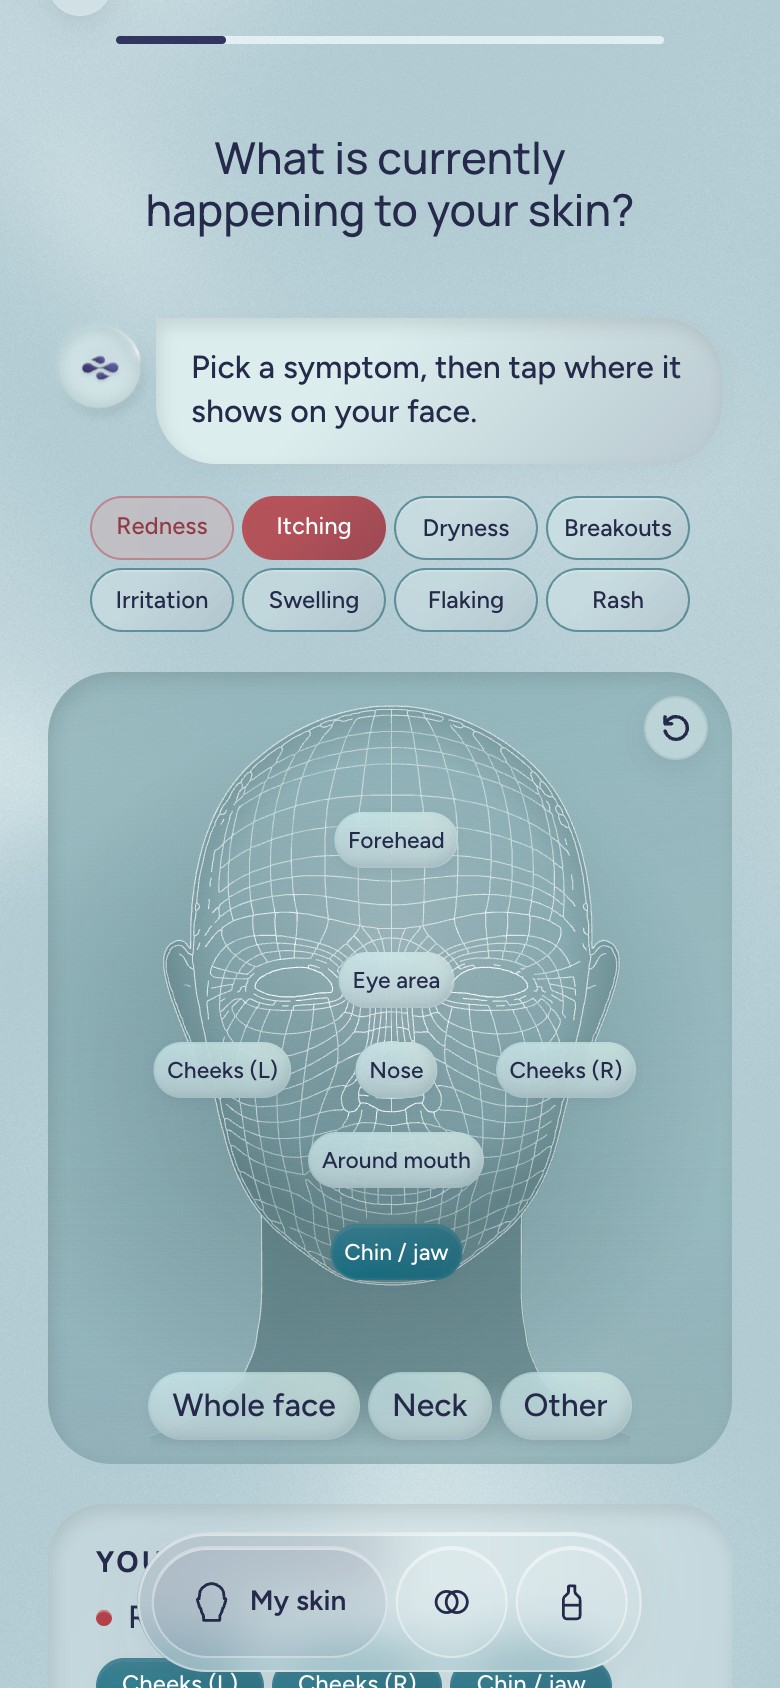 What is currently
happening to your skin?
Pick a symptom, then tap where it
shows on your face.
Redness
Itching
Dryness
Breakouts
Irritation
Swelling
Flaking
Rash
Forehead
Eye area
Cheeks (L)
Nose
Cheeks (R)
Around mouth
Chin / jaw
Whole face
Neck
Other
My skin
Cheeks (L)
Cheeks (R)
Chin / jaw